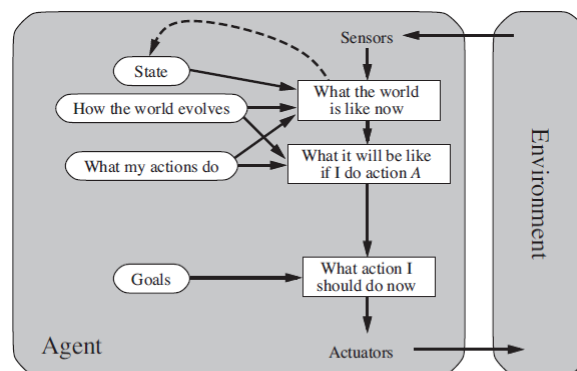 Sensors
State
What the world
is like now
How the world evolves
What my actions do
What it will be like
if I do action A
Environment
Goals
What action I
should do now
Agent
Actuators